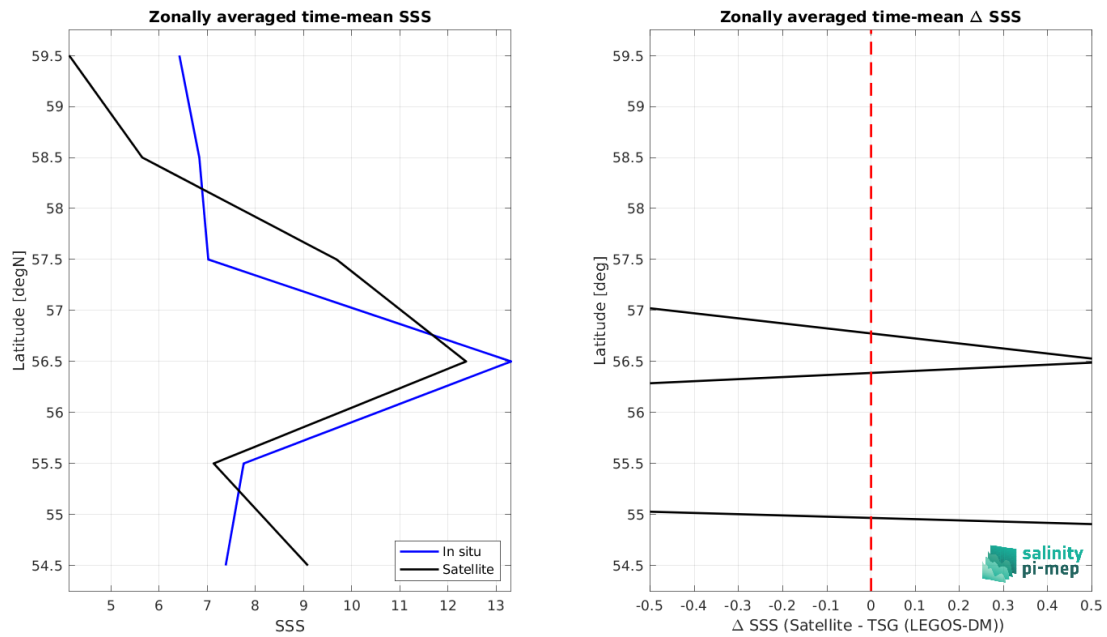 Zonally averaged time-mean SSS
59.5
59
58.5
58
57.5
57
56.5
56
55.5
55
54.5
Latitude [degN]
5 6 7 8 9 10 11 12 13
SSS
In situ
Satellite
Zonally averaged time-mean Δ SSS
59.5
59
58.5
58
57.5
57
56.5
56
55.5
55
54.5
Latitude [deg]
-0.5 -0.4 -0.3 -0.2 -0.1 0 0.1 0.2 0.3 0.4 0.5
Δ SSS (Satellite - TSG (LEGOS-DM))
salinity
pi-mep